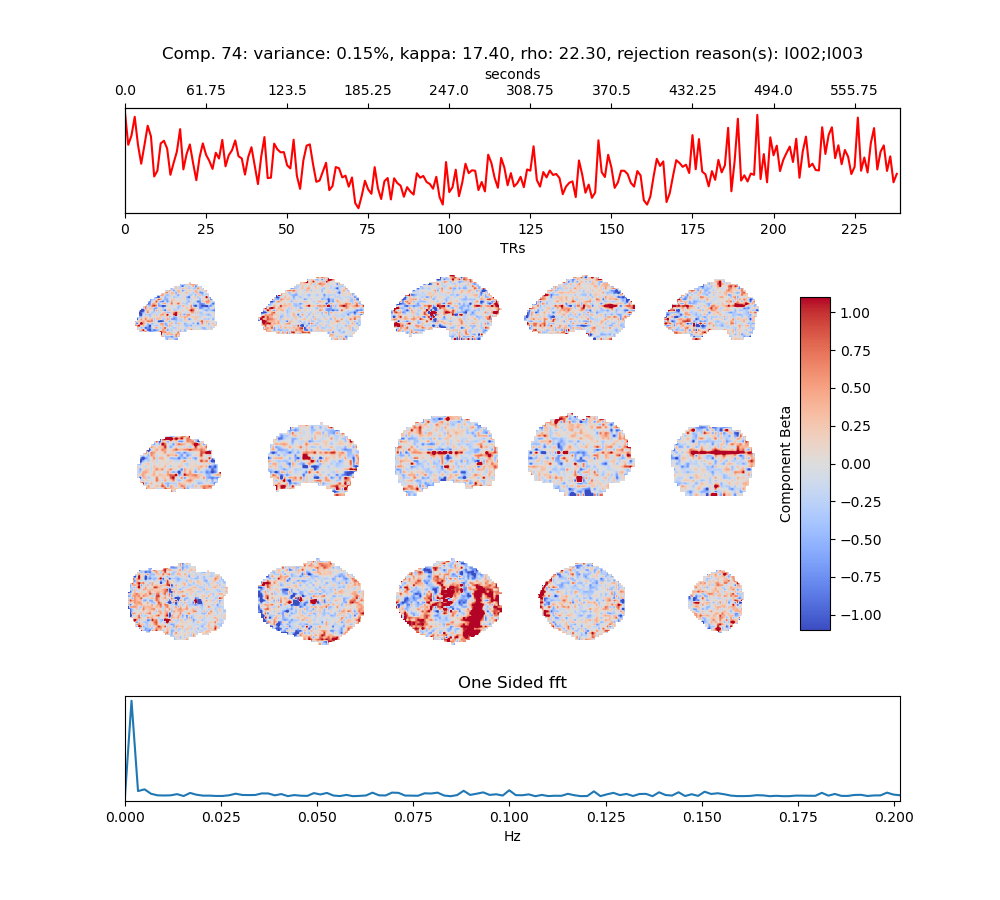 Comp. 74: variance: 0.15%, kappa: 17.40, rho: 22.30, rejection reason(s): I002;I003
seconds
0.0 61.75 123.5 185.25 247.0 308.75 370.5 432.25 494.0 555.75
0 25 50 75 100 125 150 175 200 225
TRs
1.00
0.75
0.50
0.25
0.00
−0.25
−0.50
−0.75
−1.00
Component Beta
One Sided fft
0.000 0.025 0.050 0.075 0.100 0.125 0.150 0.175 0.200
Hz